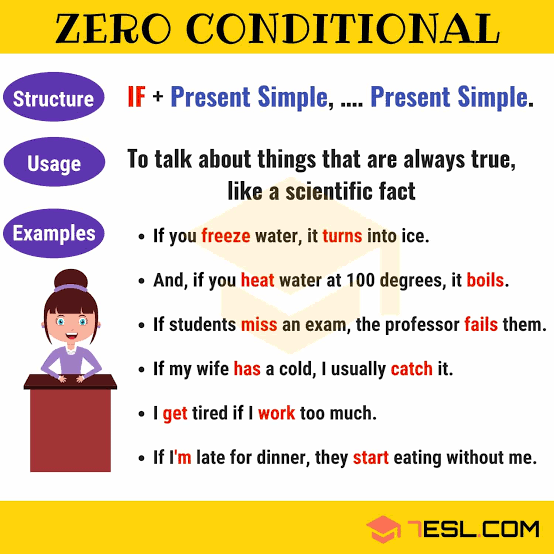 ZERO CONDITIONAL
Structure
IF + Present Simple, .... Present Simple.
Usage
To talk about things that are always true,
like a scientific fact
Examples
• If you freeze water, it turns into ice.
• And, if you heat water at 100 degrees, it boils.
• If students miss an exam, the professor fails them.
• If my wife has a cold, I usually catch it.
• I get tired if I work too much.
• If I'm late for dinner, they start eating without me.
7ESL.COM